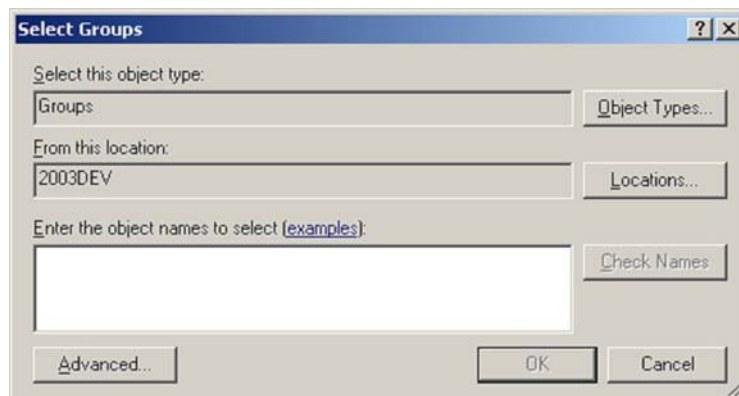 Select Groups
Select this object type:
Groups
Object Types...
From this location:
2003DEV
Locations...
Enter the object names to select (examples):
Check Names
Advanced...
OK
Cancel